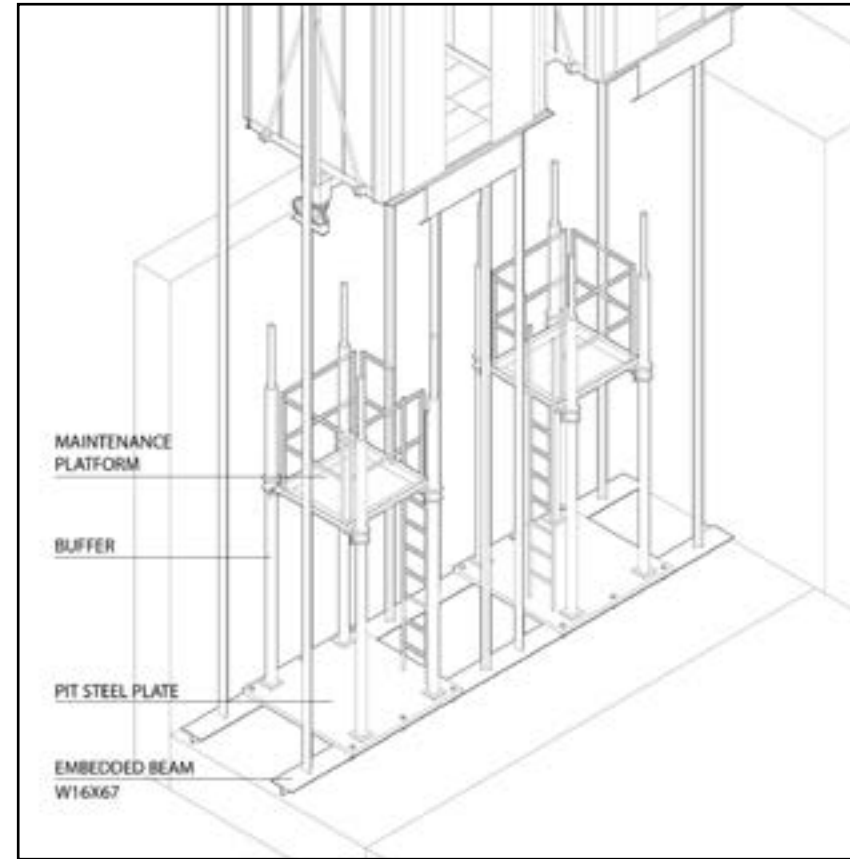 MAINTENANCE
PLATFORM
BUFFER
PIT STEEL PLATE
EMBEDDED BEAM
W16X67